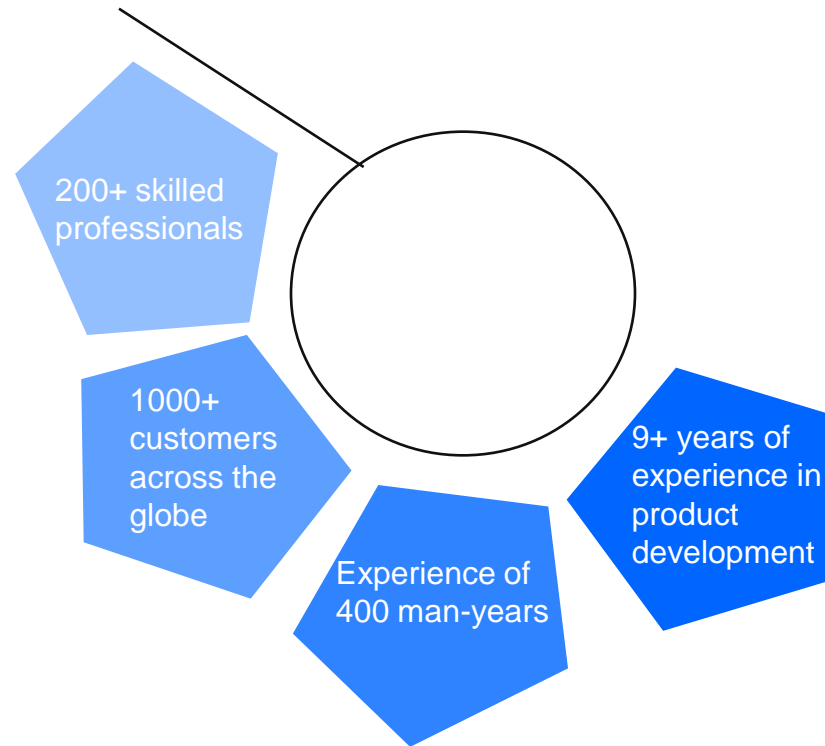 200+ skilled
professionals
1000+
customers
across the
globe
Experience of
400 man-years
9+ years of
experience in
product
development